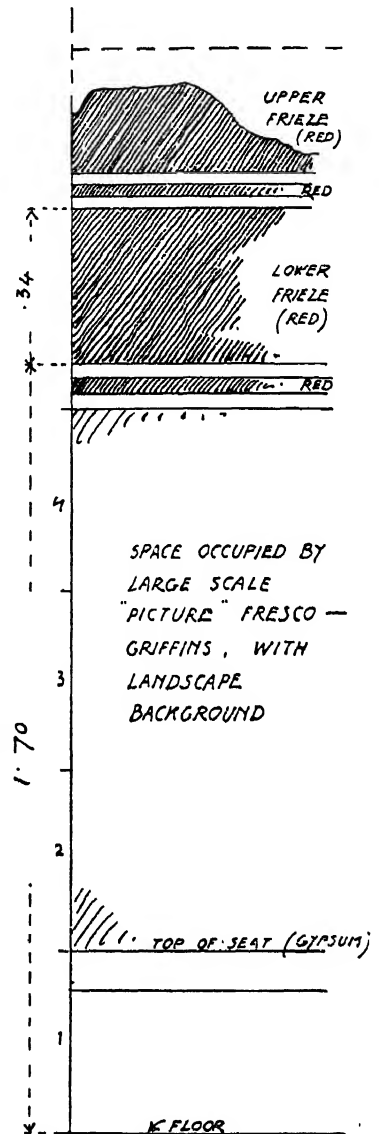 UPPER
FRIEZE
(RED)
RED
.34
LOWER
FRIEZE
(RED)
RED
4
SPACE OCCUPIED BY
LARGE SCALE
"PICTURE" FRESCO —
GRIFFINS, WITH
LANDSCAPE
BACKGROUND
3
1.70
2
TOP OF SEAT (GYPSUM)
1
FLOOR